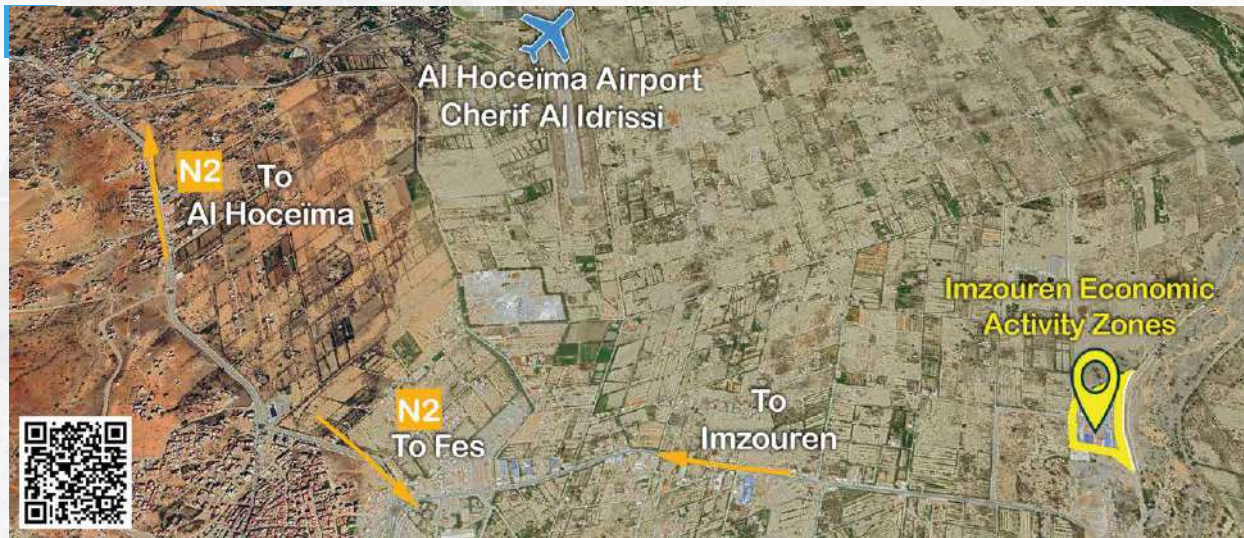 Al Hoceïma Airport
Cherif Al Idrissi
N2 To
Al Hoceïma
Imzouren Economic
Activity Zones
N2
To Fes
To
Imzouren